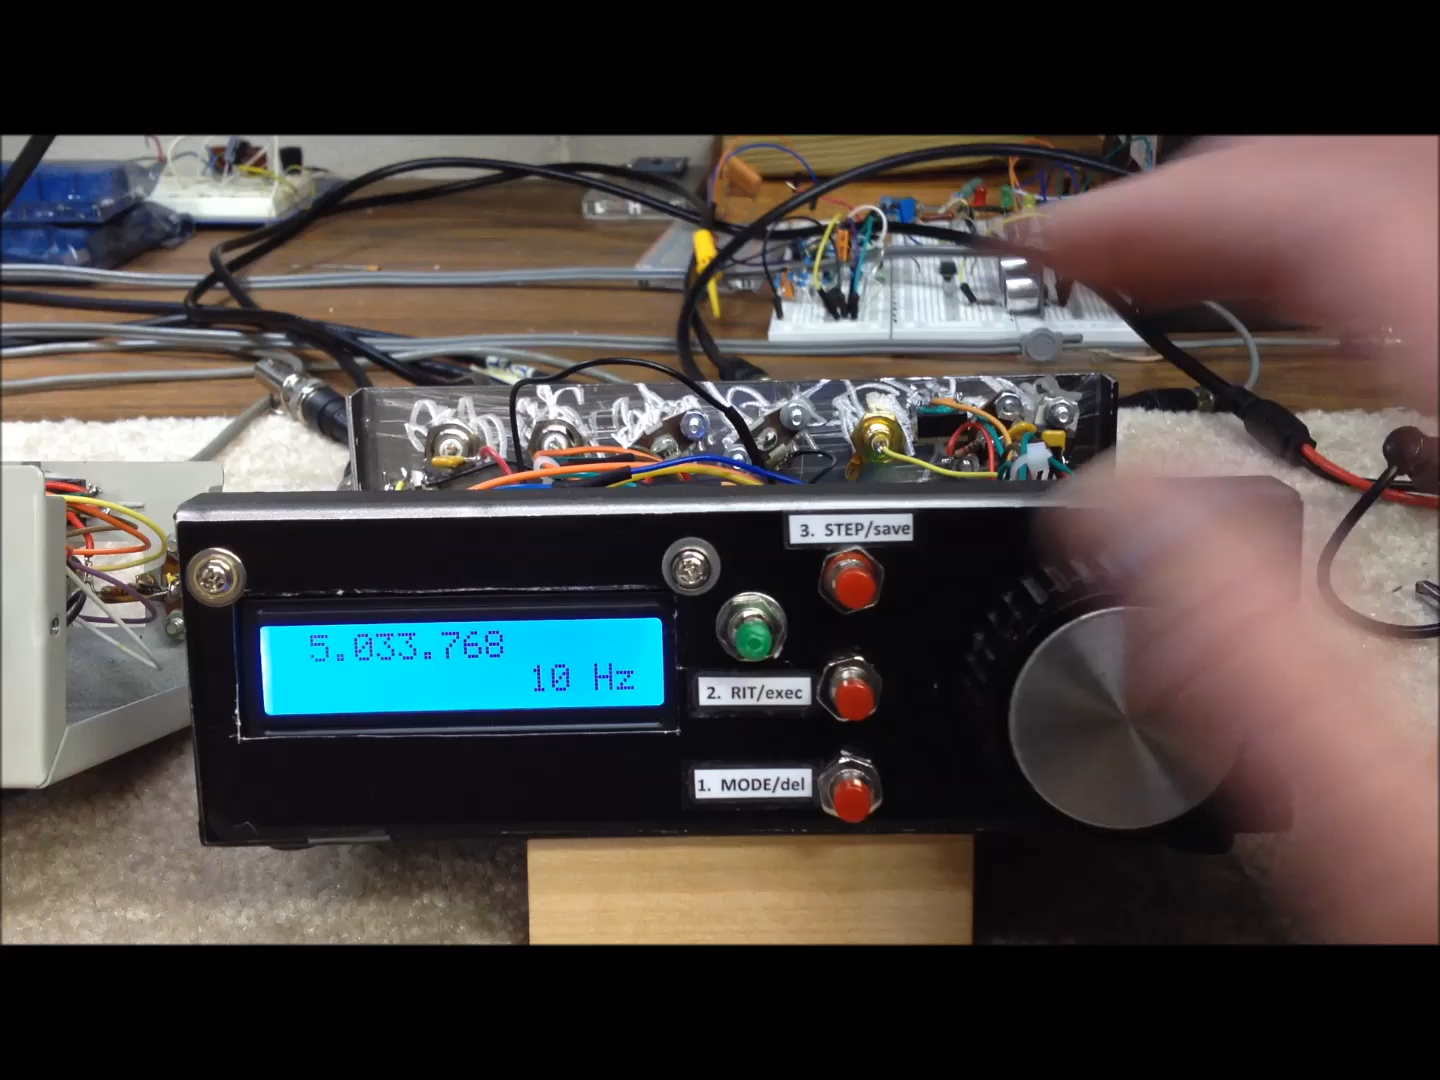 3. STEP/save
5.033.768
10 Hz
2. RIT/exec
1. MODE/del